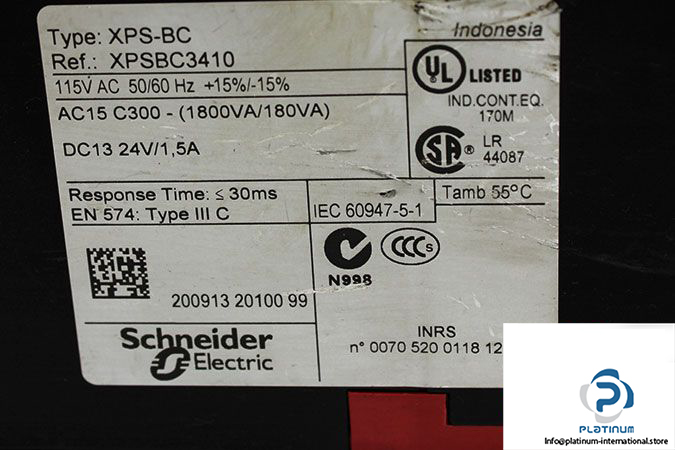 Type: XPS-BC
Ref.: XPSBC3410
115V AC 50/60 Hz +15%/-15%
AC15 C300 - (1800VA/180VA)
DC13 24V/1,5A
Indonesia
UL LISTED
IND.CONT.EQ.
170M
SA ® LR
44087
Response Time: ≤ 30ms
EN 574: Type III C
IEC 60947-5-1
Tamb 55°C
CCC S
N998
200913 20100 99
Schneider
Electric
INRS
n° 0070 520 0118 12
PLATINUM
Info@platinum-international.store